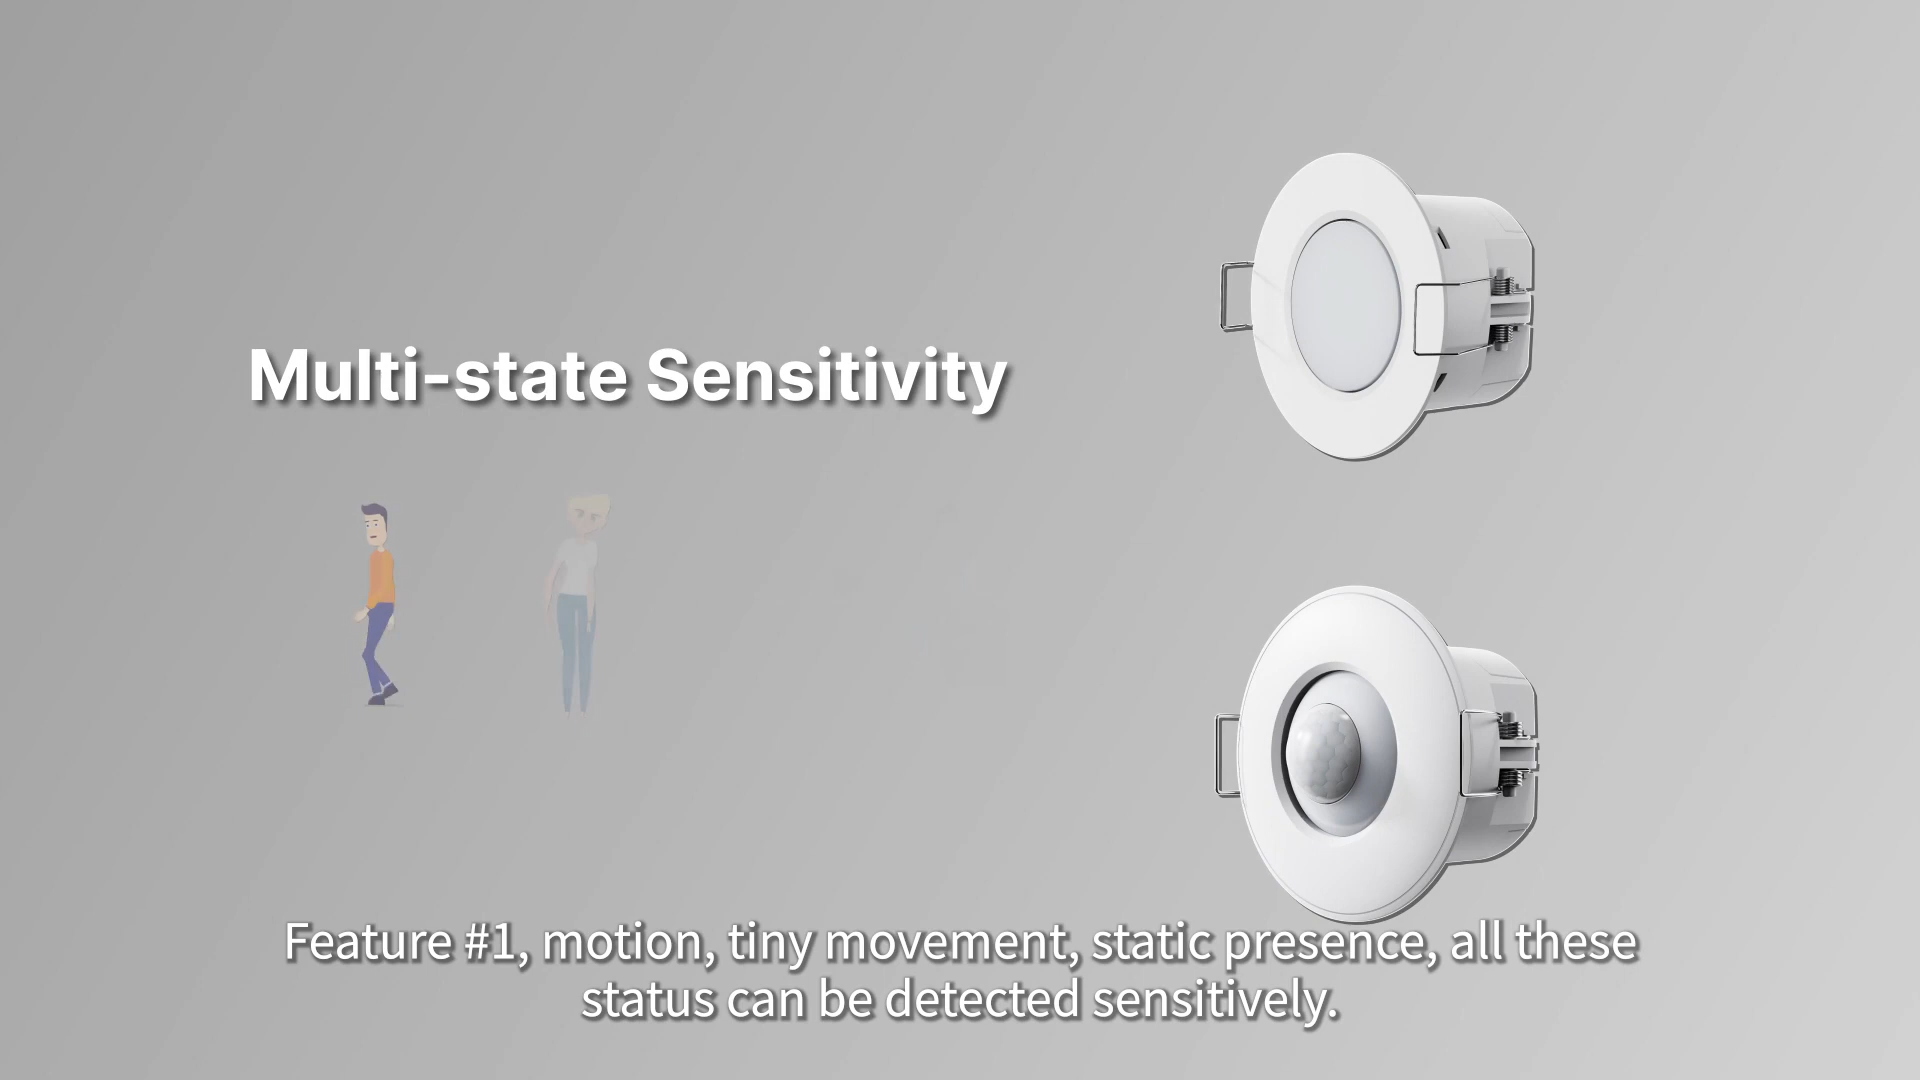 Multi-state Sensitivity
Feature #1, motion, tiny movement, static presence, all these
status can be detected sensitively.